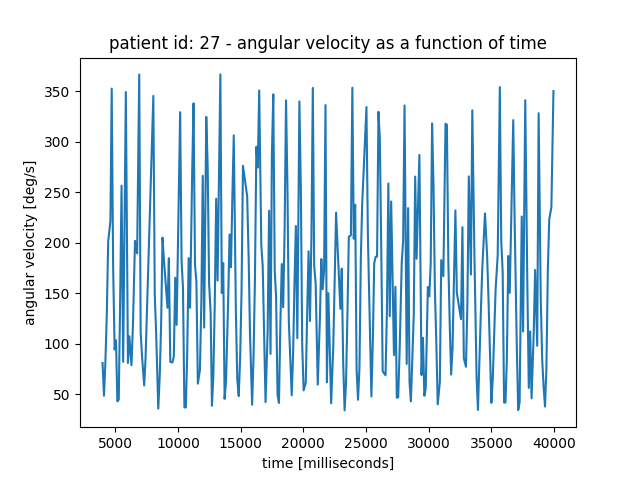 patient id: 27 - angular velocity as a function of time
angular velocity [deg/s]
350
300
250
200
150
100
50
5000 10000 15000 20000 25000 30000 35000 40000
time [milliseconds]